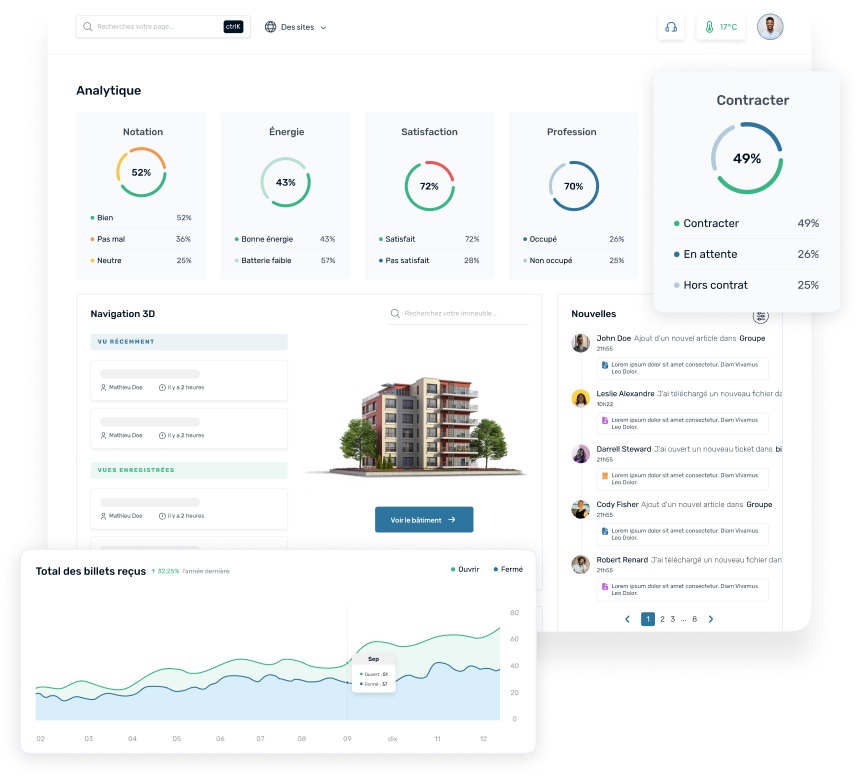 Recherchez votre page...
ctrlK
Des sites
17°C
Analytique
Notation
52%
Bien 52%
Pas mal 36%
Neutre 25%
Énergie
43%
Bonne énergie 43%
Batterie faible 57%
Satisfaction
72%
Satisfait 72%
Pas satisfait 28%
Profession
70%
Occupé 26%
Non occupé 25%
Contracter
49%
Contracter 49%
En attente 26%
Hors contrat 25%
Navigation 3D
Recherchez votre immeuble...
VU RÉCEMMENT
Mathieu Doe il y a 2 heures
Mathieu Doe il y a 2 heures
VUES ENREGISTRÉES
Mathieu Doe il y a 2 heures
Voir le bâtiment
Nouvelles
John Doe Ajout d'un nouvel article dans Groupe
21h55
Lorem ipsum dolor sit amet consectetur. Diam Vivamus
Leo Dolor.
Leslie Alexandre J'ai téléchargé un nouveau fichier da
10h22
Lorem ipsum dolor sit amet consectetur. Diam Vivamus
Leo Dolor.
Darrell Steward J'ai ouvert un nouveau ticket dans bi
21h55
Lorem ipsum dolor sit amet consectetur. Diam Vivamus
Leo Dolor.
Cody Fisher Ajout d'un nouvel article dans Groupe
21h55
Lorem ipsum dolor sit amet consectetur. Diam Vivamus
Leo Dolor.
Robert Renard J'ai téléchargé un nouveau fichier dan
21h55
Lorem ipsum dolor sit amet consectetur. Diam Vivamus
Leo Dolor.
1 2 3 ... 8
Total des billets reçus ↑ 32,25% l'année dernière
Ouvrir Fermé
80
60
40
20
0
Sep
Ouvert : 51
Fermé : 37
02 03 04 05 06 07 08 09 dix 11 12